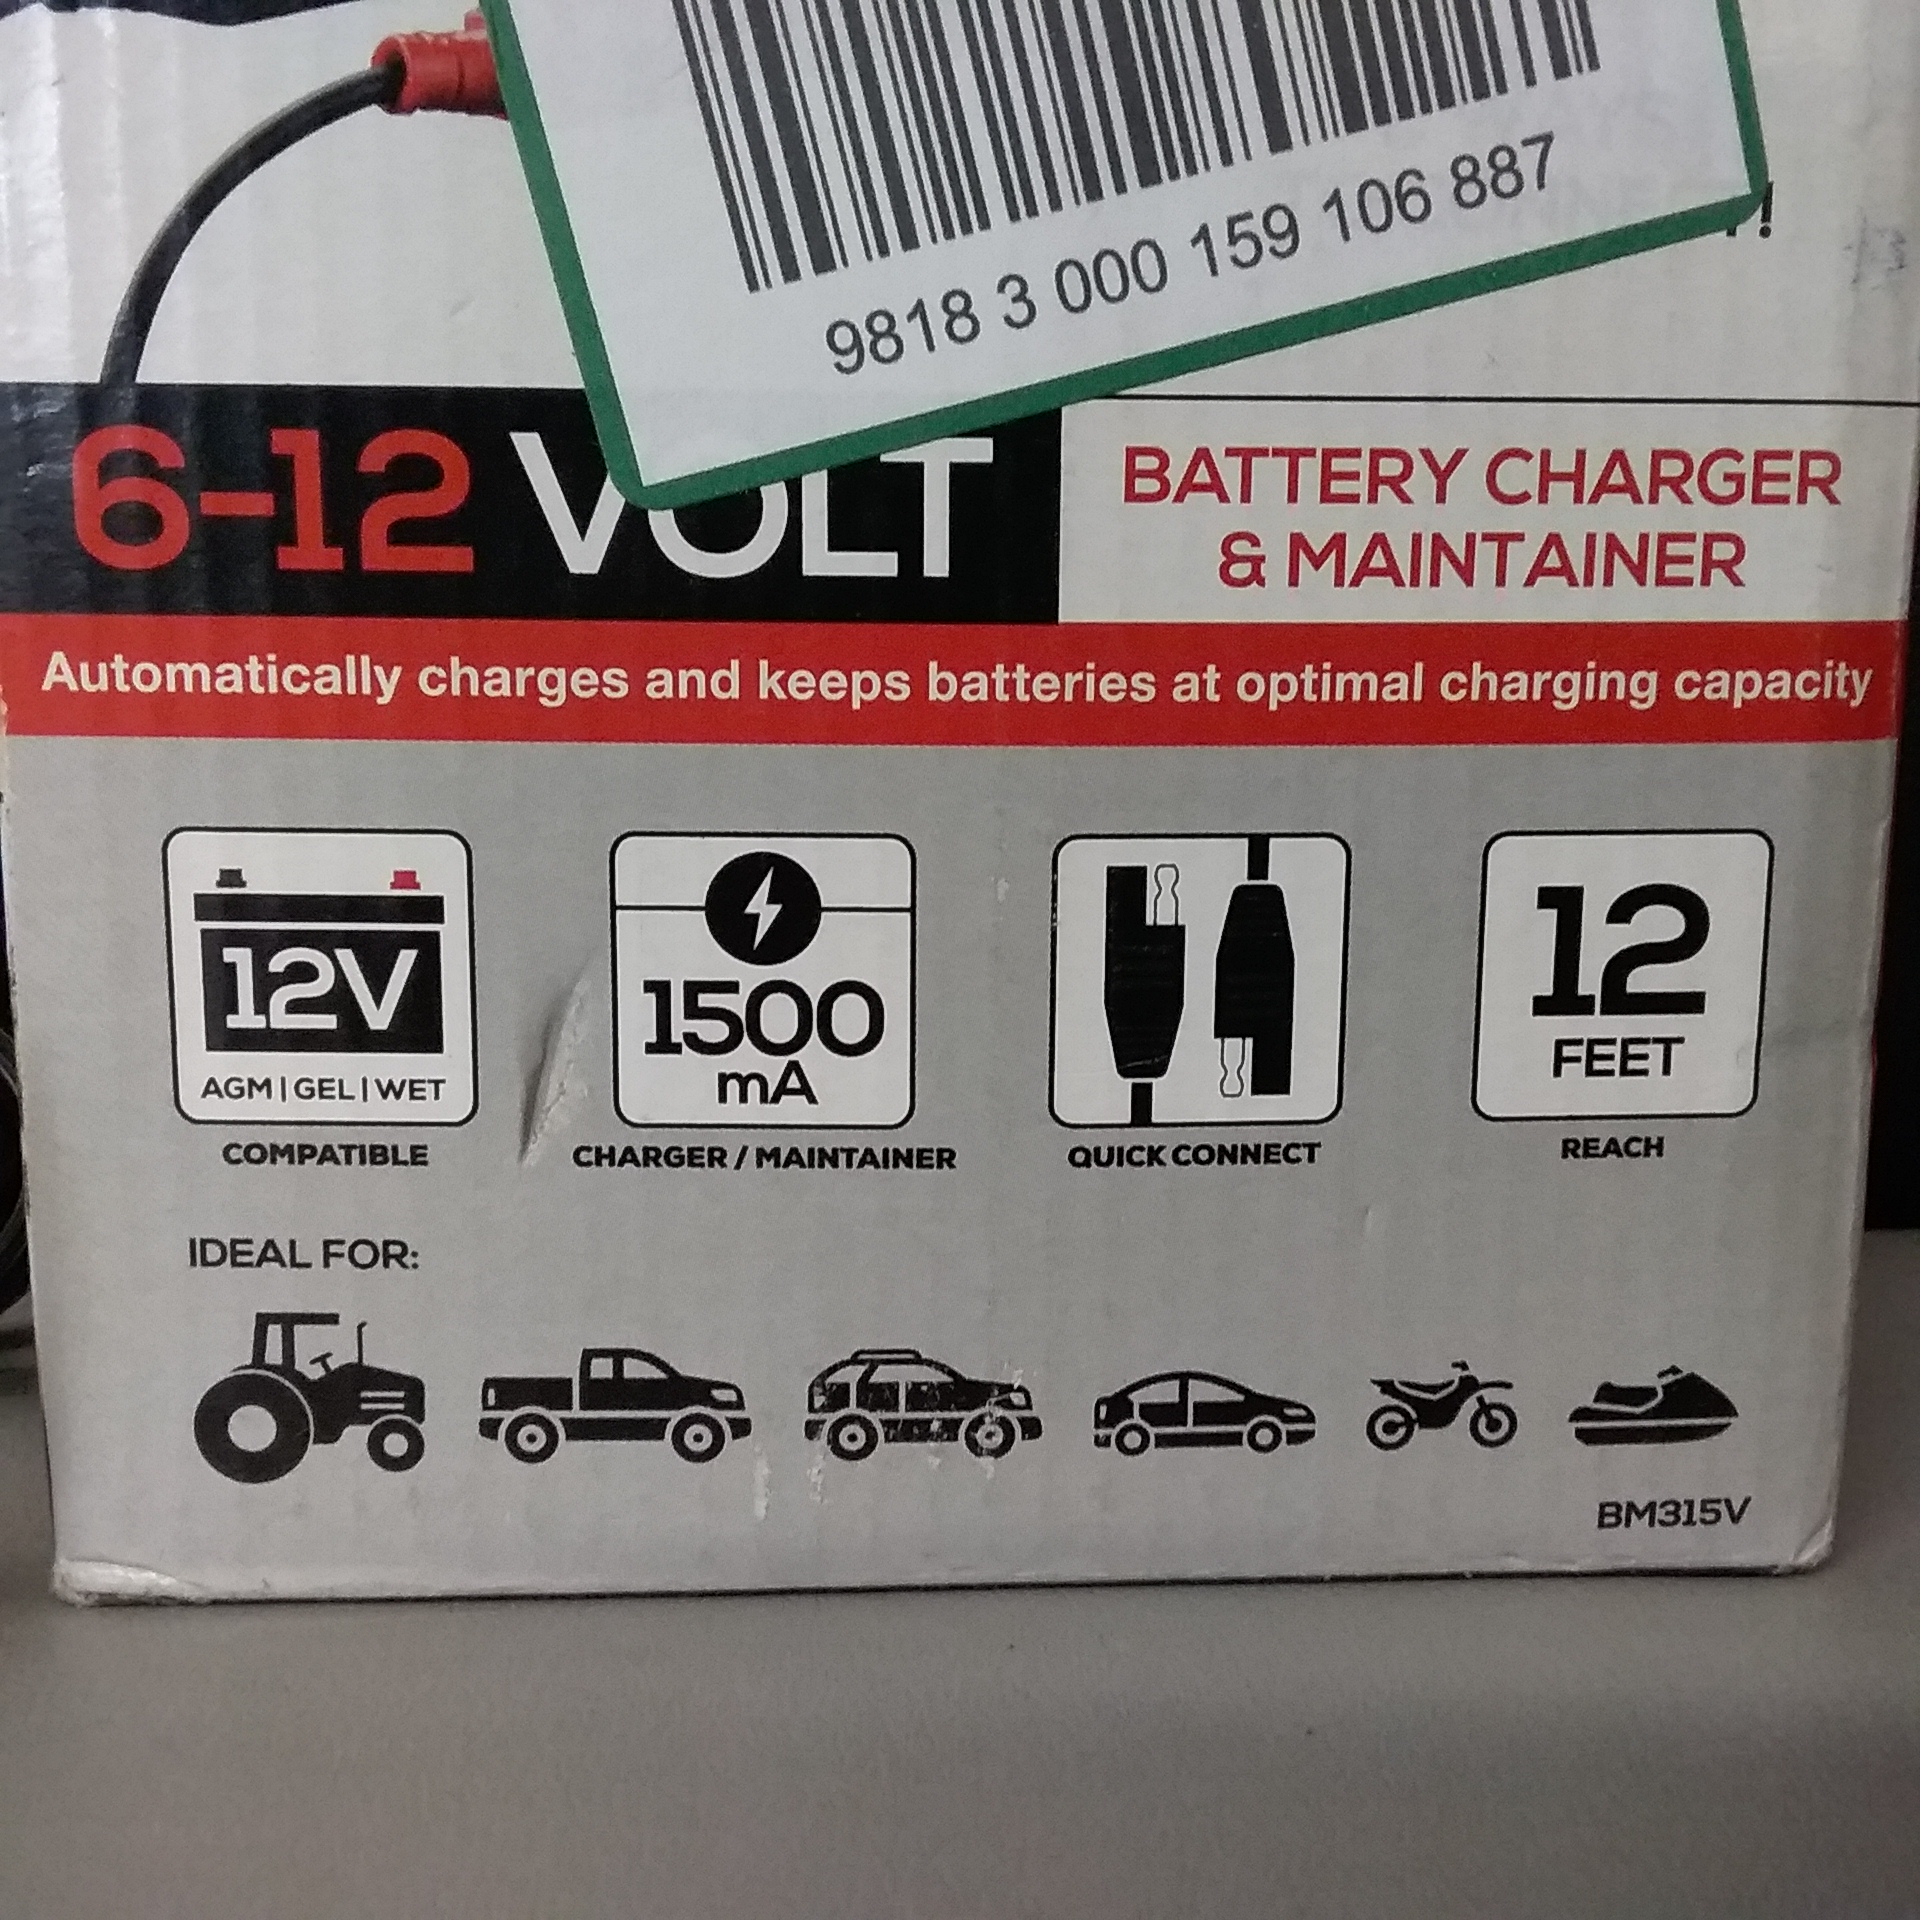 9818 3 000 159 106 887
6-12 VOLT
BATTERY CHARGER
& MAINTAINER
Automatically charges and keeps batteries at optimal charging capacity
12V
AGM | GEL | WET
COMPATIBLE
1500
mA
CHARGER / MAINTAINER
QUICK CONNECT
12
FEET
REACH
IDEAL FOR:
BM315V